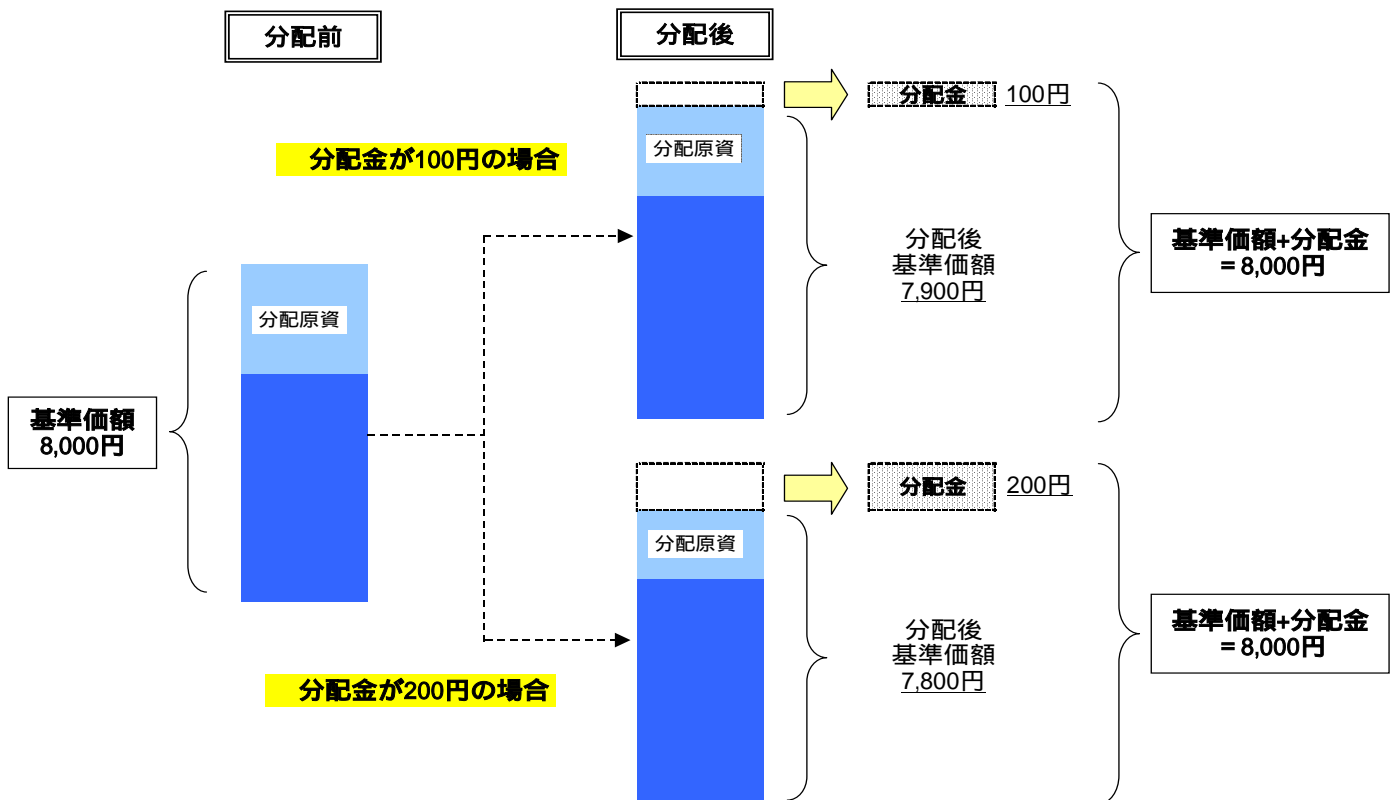 分配前
分配後
分配金
100円
分配原資
分配金が100円の場合
分配後
基準価額
7,900円
基準価額+分配金
=8,000円
分配原資
基準価額
8,000円
分配金
200円
分配原資
分配後
基準価額
7,800円
基準価額+分配金
=8,000円
分配金が200円の場合